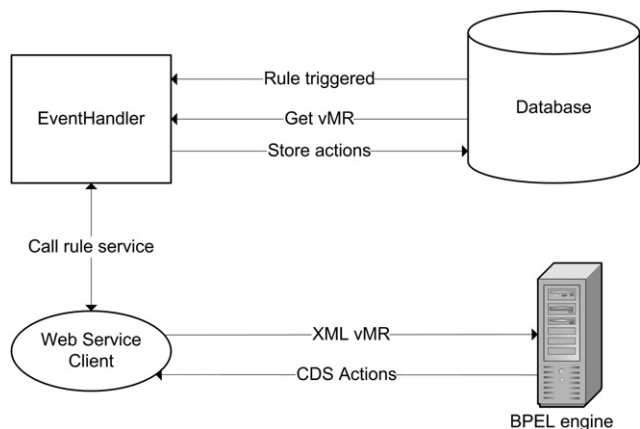 Rule triggered
EventHandler
Database
Get vMR
Store actions
Call rule service
Web Service
Client
XML vMR
CDS Actions
BPEL engine